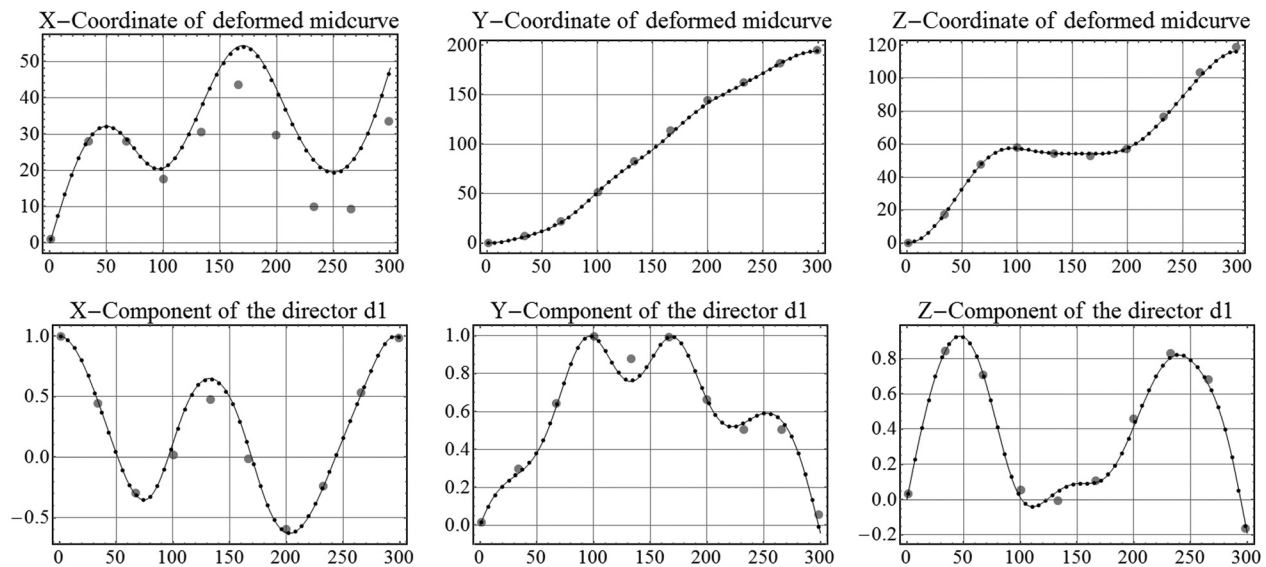 X−Coordinate of deformed midcurve
50
40
30
20
10
0
0 50 100 150 200 250 300
Y−Coordinate of deformed midcurve
200
150
100
50
0
0 50 100 150 200 250 300
Z−Coordinate of deformed midcurve
120
100
80
60
40
20
0
0 50 100 150 200 250 300
X−Component of the director d1
1.0
0.5
0.0
−0.5
0 50 100 150 200 250 300
Y−Component of the director d1
1.0
0.8
0.6
0.4
0.2
0.0
0 50 100 150 200 250 300
Z−Component of the director d1
0.8
0.6
0.4
0.2
0.0
−0.2
0 50 100 150 200 250 300